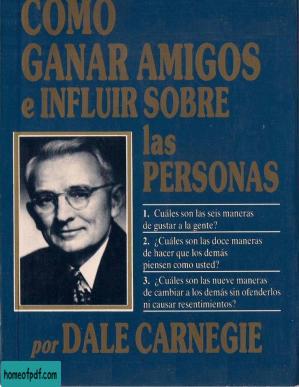 COMO
GANAR AMIGOS
e INFLUIR SOBRE
las
PERSONAS
1. Cuáles son las seis maneras
de gustar a la gente?
2. ¿Cuáles son las doce maneras
de hacer que los demás
piensen como usted?
3. ¿Cuáles son las nueve maneras
de cambiar a los demás sin ofenderlos
ni causar resentimientos?
por DALE CARNEGIE
homeofpdf.com